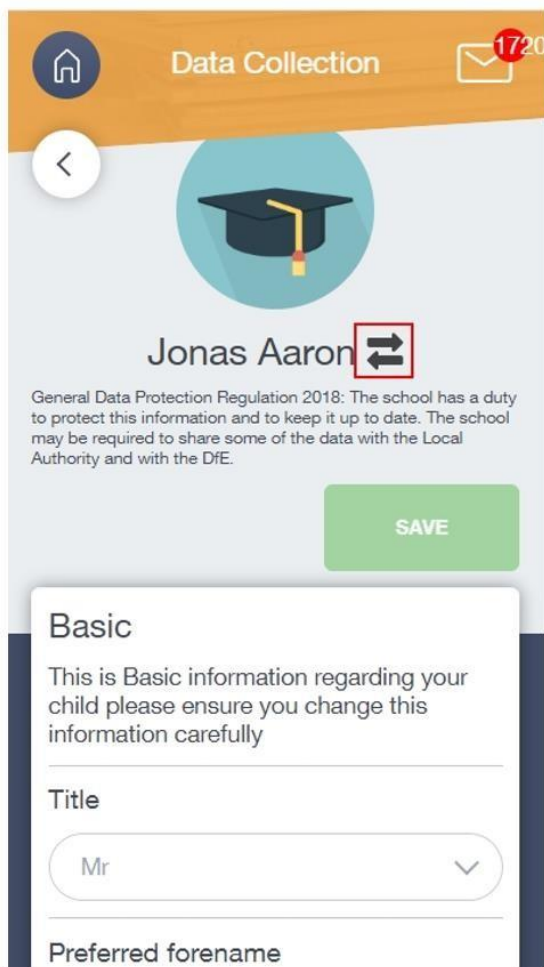 Data Collection
1720
Jonas Aaron
General Data Protection Regulation 2018: The school has a duty
to protect this information and to keep it up to date. The school
may be required to share some of the data with the Local
Authority and with the DfE.
SAVE
Basic
This is Basic information regarding your
child please ensure you change this
information carefully
Title
Mr
Preferred forename